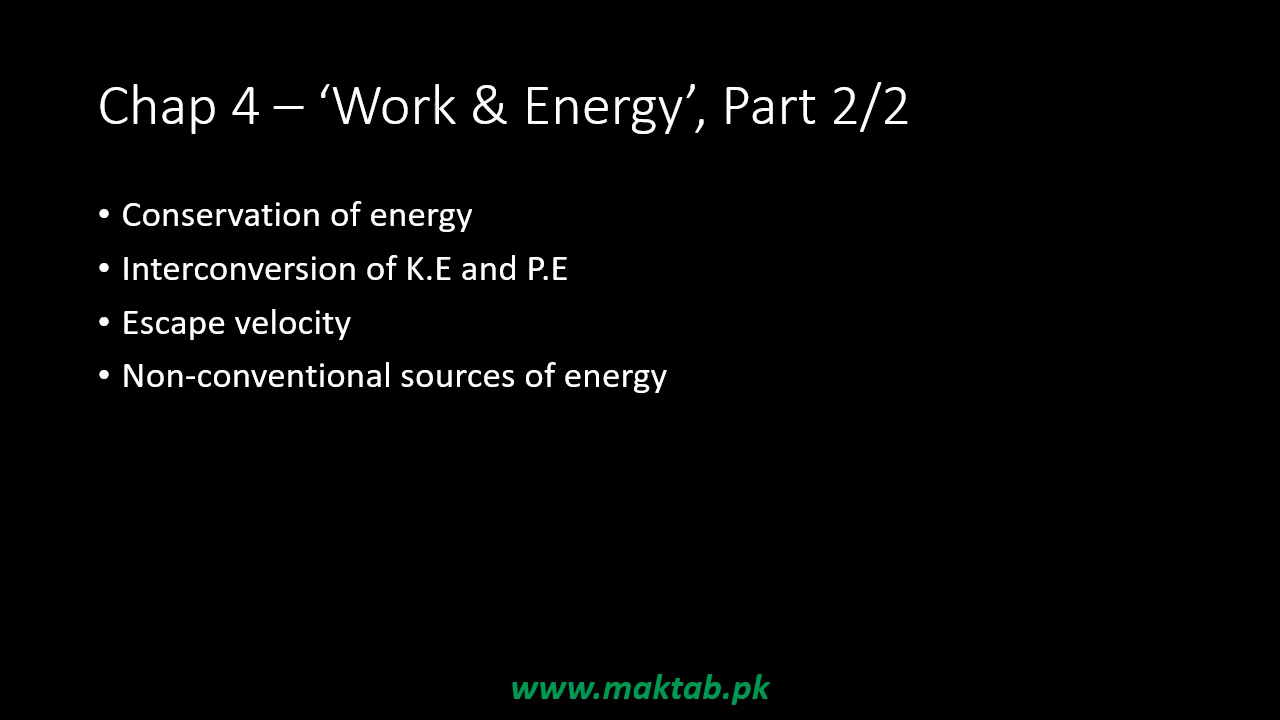 Chap 4 – ‘Work & Energy’, Part 2/2
• Conservation of energy
• Interconversion of K.E and P.E
• Escape velocity
• Non-conventional sources of energy
www.maktab.pk